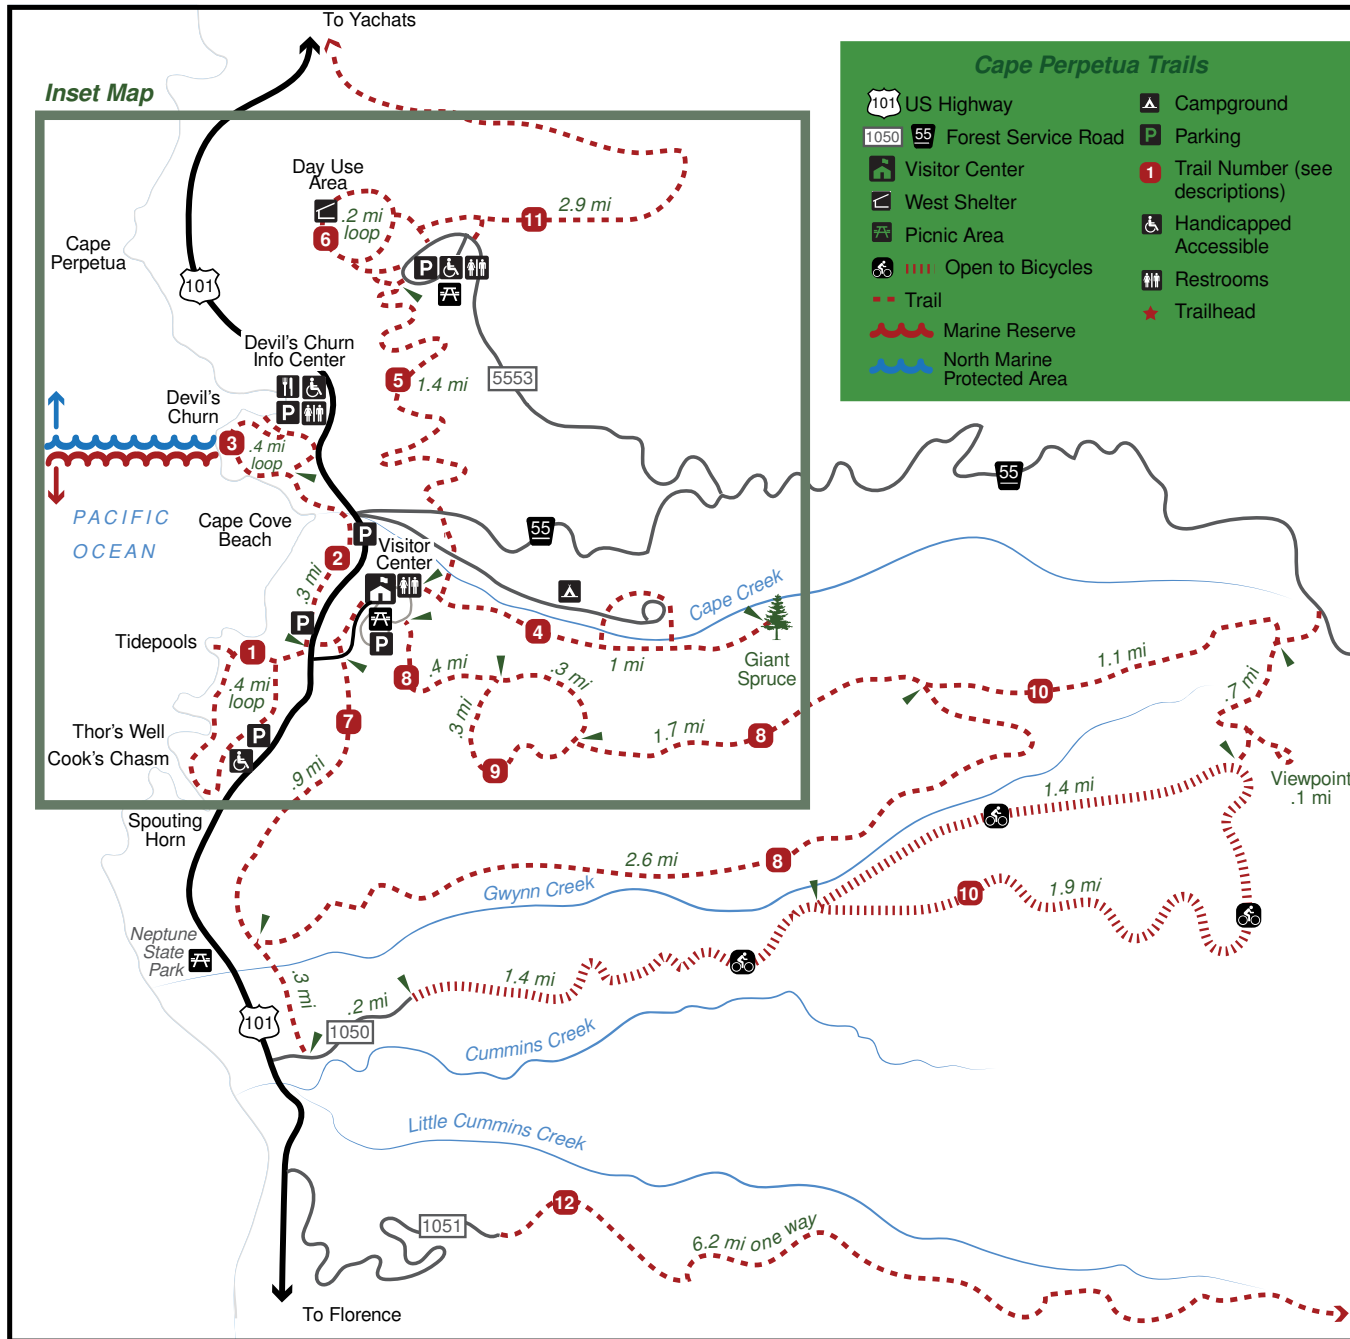 To Yachats
Inset Map
Cape Perpetua Trails
101 US Highway
1050 55 Forest Service Road
Visitor Center
West Shelter
Picnic Area
Open to Bicycles
Trail
Marine Reserve
North Marine
Protected Area
Campground
P Parking
1 Trail Number (see
descriptions)
Handicapped
Accessible
Restrooms
Trailhead
Day Use
Area
.2 mi
loop
6
11
2.9 mi
P
Cape
Perpetua
101
Devil's Churn
Info Center
P
5
1.4 mi
5553
Devil's
Churn
3
.4 mi
loop
PACIFIC
OCEAN
Cape Cove
Beach
P
55
55
2
.3 mi
Visitor
Center
P
P
Cape Creek
4
1 mi
Giant
Spruce
Tidepools
1
.4 mi
loop
8
.4 mi
.3 mi
.3 mi
9
1.7 mi
8
10
1.1 mi
.7 mi
7
.9 mi
Thor's Well
Cook's Chasm
P
Viewpoint
.1 mi
1.4 mi
Spouting
Horn
2.6 mi
8
Gwynn Creek
10
1.9 mi
Neptune
State
Park
.3 mi
.2 mi
1.4 mi
101
1050
Cummins Creek
Little Cummins Creek
12
1051
6.2 mi one way
To Florence